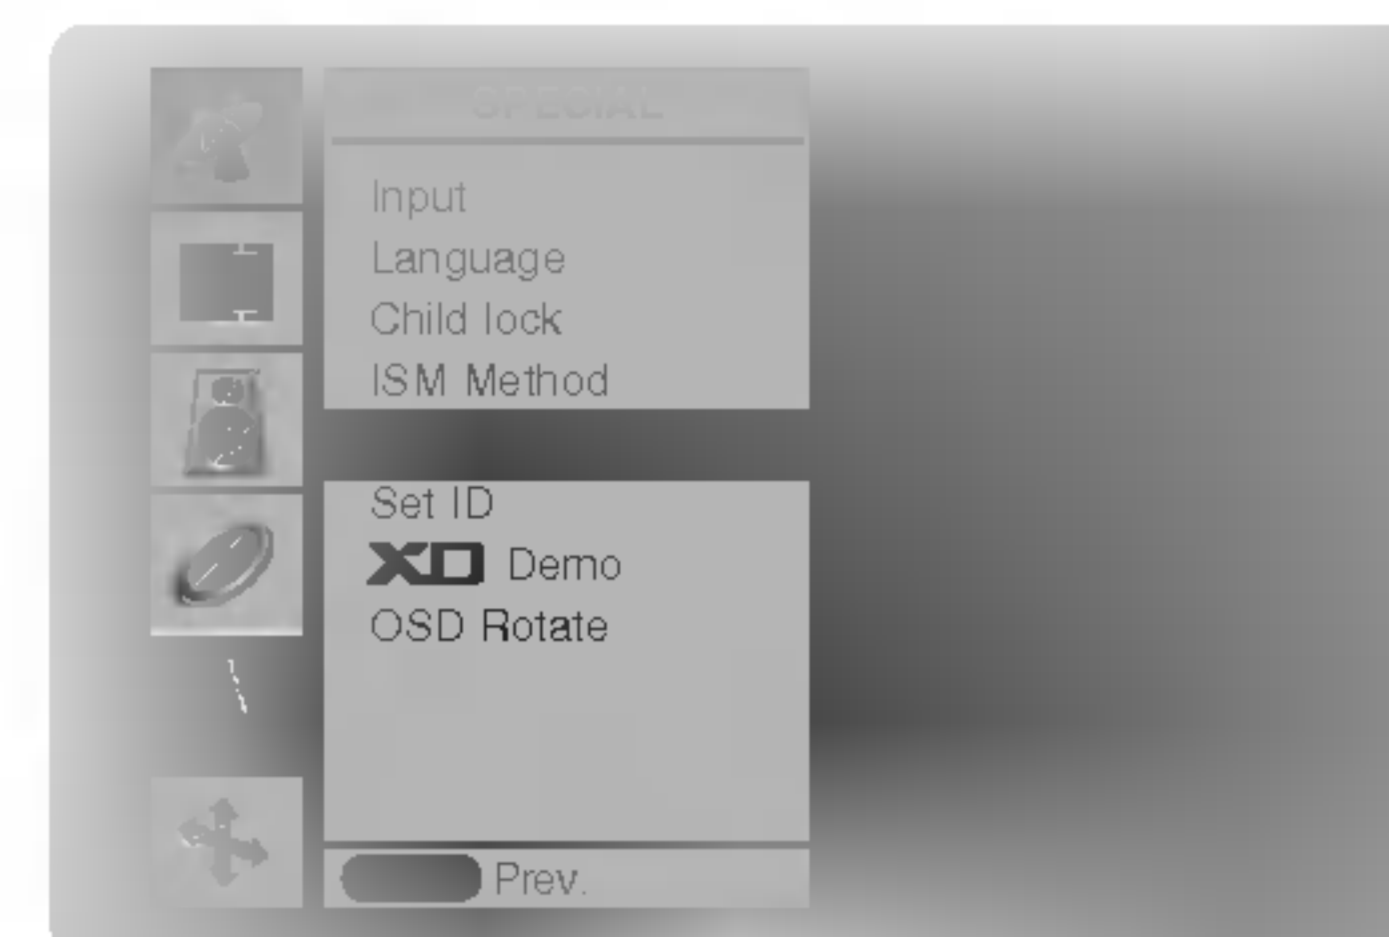 SPECIAL
Input
Language
Child lock
ISM Method
Set ID
XD Demo
OSD Rotate
Prev.